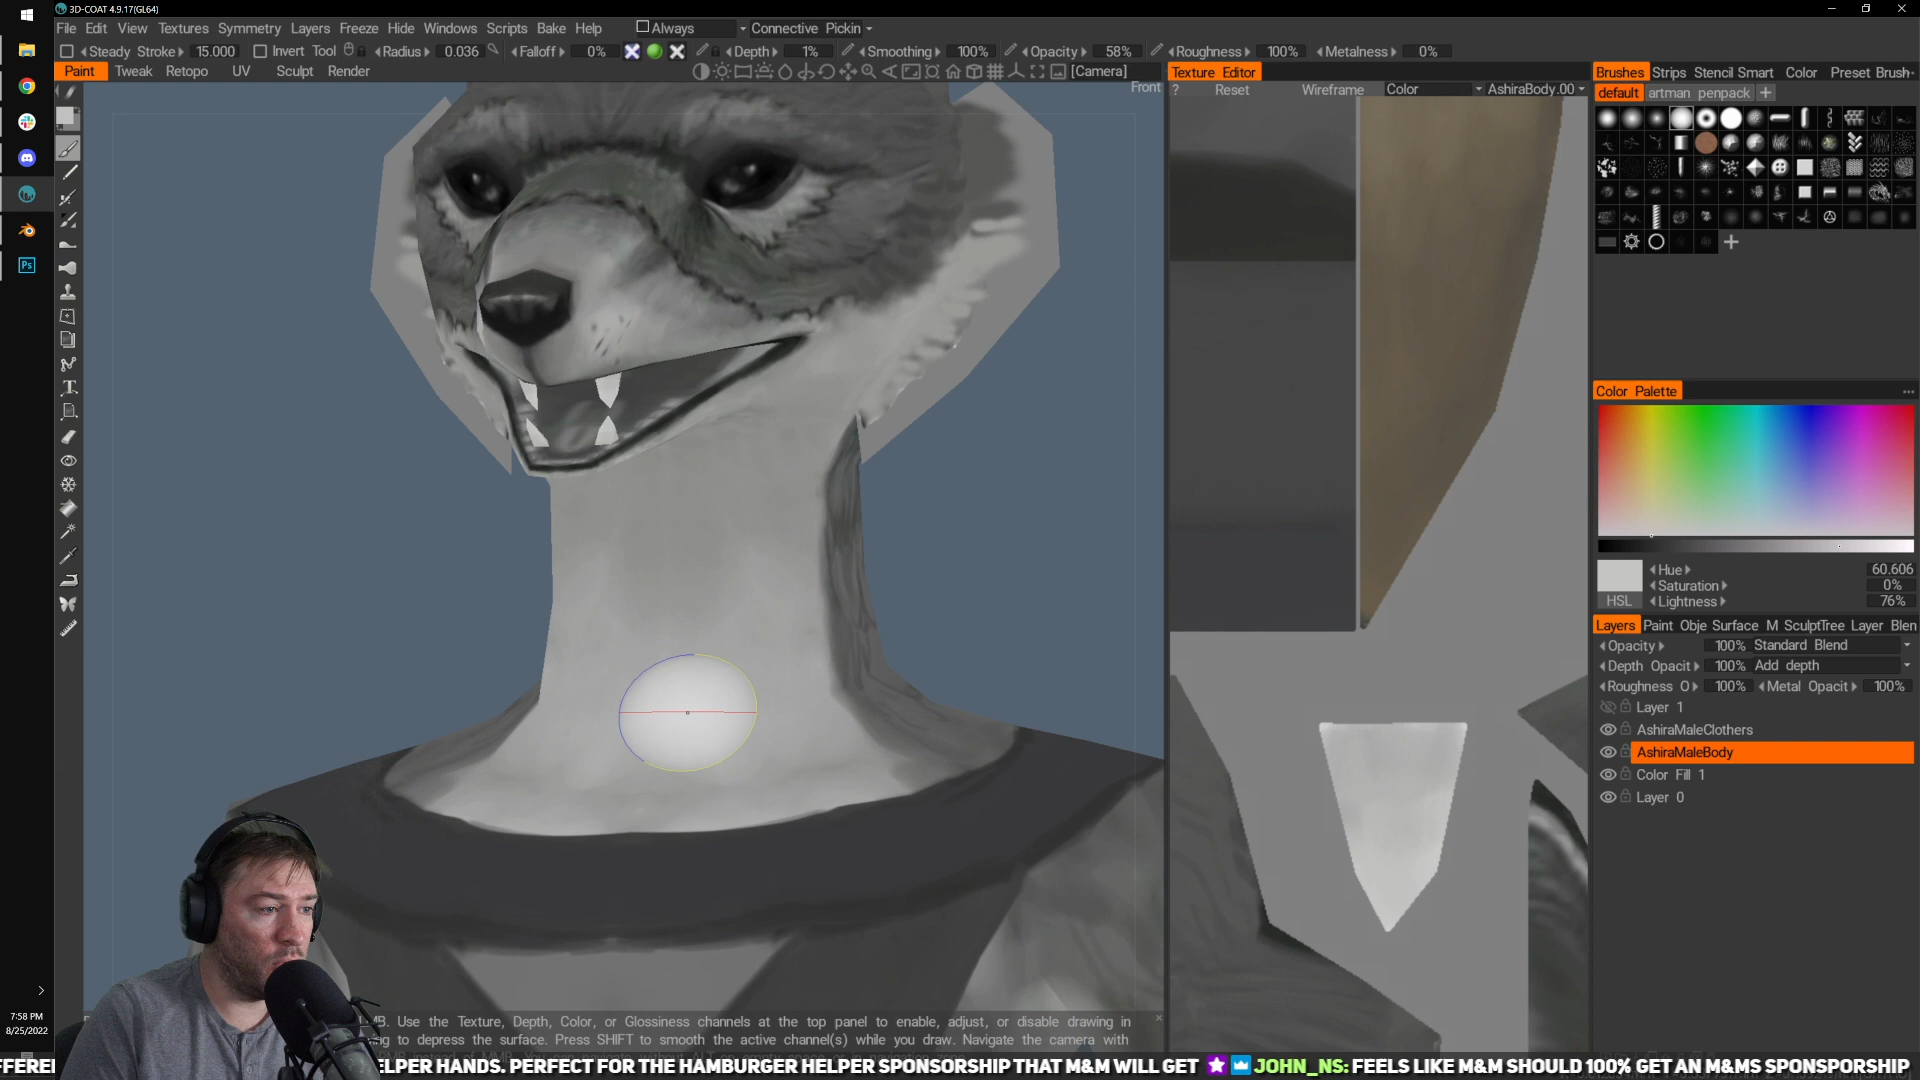 3D-COAT 4.9.17(GL64)
File Edit View Textures Symmetry Layers Freeze Hide Windows Scripts Bake Help Always Connective Pickin
Steady Stroke 15.000 Invert Tool Radius 0.036 Falloff 0% Depth 1% Smoothing 100% Opacity 58% Roughness 100% Metalness 0%
Paint Tweak Retopo UV Sculpt Render [Camera]
Front
Texture Editor
? Reset Wireframe Color AshiraBody.00
Brushes Strips Stencil Smart Color Preset Brush
default artman penpack +
Color Palette
Hue 60.606
Saturation 0%
HSL Lightness 76%
Layers Paint Obje Surface M SculptTree Layer Blen
Opacity 100% Standard Blend
Depth Opacit 100% Add depth
Roughness O 100% Metal Opacit 100%
Layer 1
AshiraMaleClothers
AshiraMaleBody
Color Fill 1
Layer 0
Ps
7:58 PM
8/25/2022
MB. Use the Texture, Depth, Color, or Glossiness channels at the top panel to enable, adjust, or disable drawing in
ng to depress the surface. Press SHIFT to smooth the active channel(s) while you draw. Navigate the camera with
FFEREI ELPER HANDS. PERFECT FOR THE HAMBURGER HELPER SPONSORSHIP THAT M&M WILL GET JOHN_NS: FEELS LIKE M&M SHOULD 100% GET AN M&MS SPONSPORSHIP